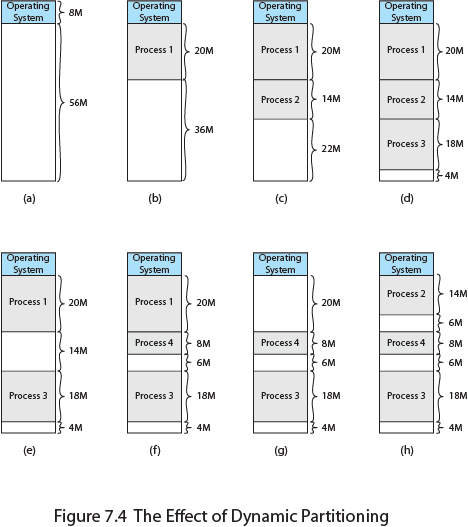 Operating
System
8M
56M
(a)
Operating
System
Process 1
20M
36M
(b)
Operating
System
Process 1
20M
Process 2
14M
22M
(c)
Operating
System
Process 1
20M
Process 2
14M
Process 3
18M
4M
(d)
Operating
System
Process 1
20M
14M
Process 3
18M
4M
(e)
Operating
System
Process 1
20M
Process 4
8M
6M
Process 3
18M
4M
(f)
Operating
System
20M
Process 4
8M
6M
Process 3
18M
4M
(g)
Operating
System
Process 2
14M
6M
Process 4
8M
6M
Process 3
18M
4M
(h)
Figure 7.4 The Effect of Dynamic Partitioning